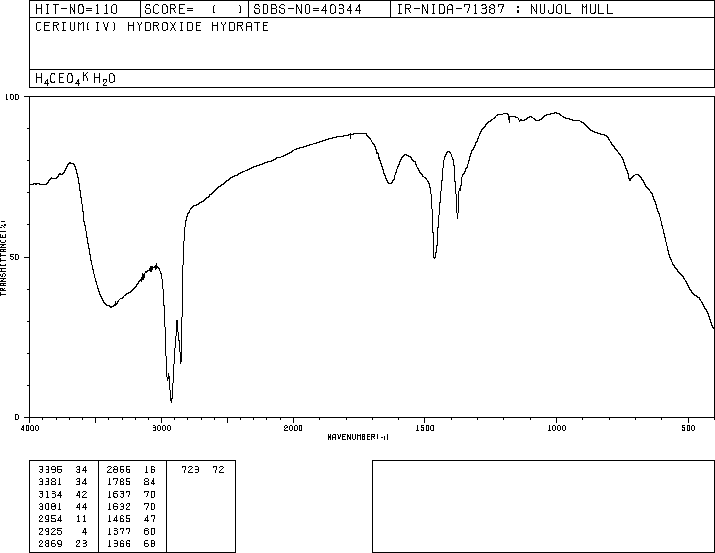 HIT-NO=110 SCORE= ( ) SDBS-NO=40344 IR-NIDA-71387 : NUJOL MULL
CERIUM(IV) HYDROXIDE HYDRATE
H4CEO4 K H2O
100
50
0
TRANSMITTANCE(%)
4000 3000 2000 1500 1000 500
WAVENUMBER(-1)
3395 34 2855 16 723 72
3381 34 1785 84
3134 42 1637 70
3081 44 1632 70
2954 11 1465 47
2925 4 1377 60
2869 23 1366 68